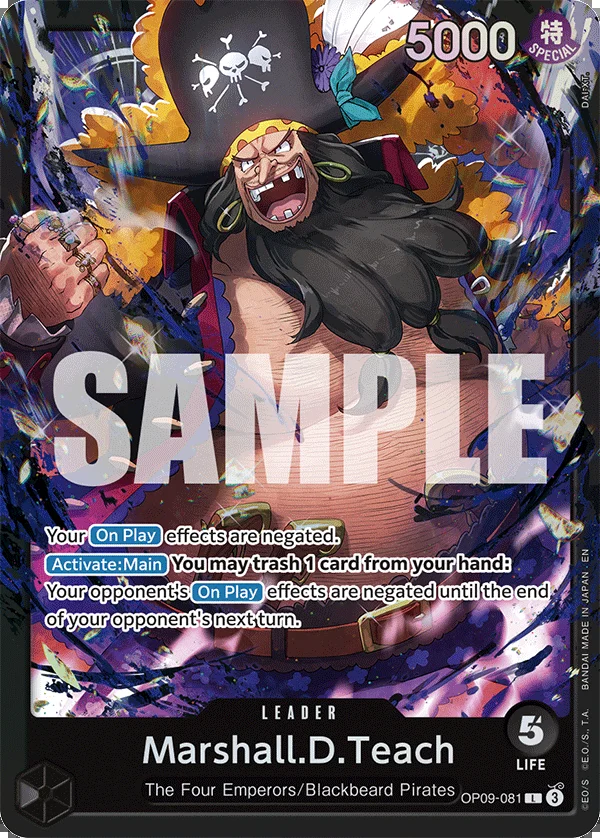 5000
特
SPECIAL
DAI-XT.
SAMPLE
Your On Play effects are negated.
Activate:Main You may trash 1 card from your hand:
Your opponent's On Play effects are negated until the end
of your opponent's next turn.
LEADER
5
Marshall.D.Teach
LIFE
The Four Emperors/Blackbeard Pirates
OP09-081 L 3
©E.O./S ©E.O./S., T.A. BANDAI MADE IN JAPAN EN